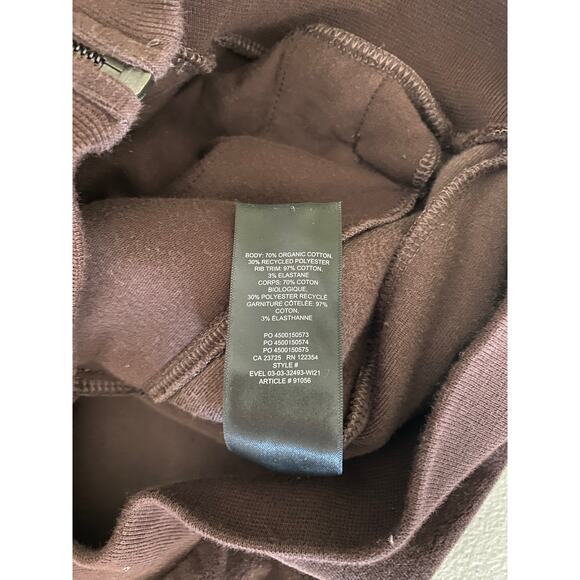 BODY: 70% ORGANIC COTTON,
30% RECYCLED POLYESTER
RIB TRIM: 97% COTTON,
3% ELASTANE
CORPS: 70% COTON
BIOLOGIQUE,
30% POLYESTER RECYCLÉ
GARNITURE CÔTELÉE: 97%
COTON,
3% ÉLASTHANNE
PO 4500150573
PO 4500150574
PO 4500150575
CA 23725 RN 122354
STYLE #
EVEL 03-03-32493-WI21
ARTICLE # 91056